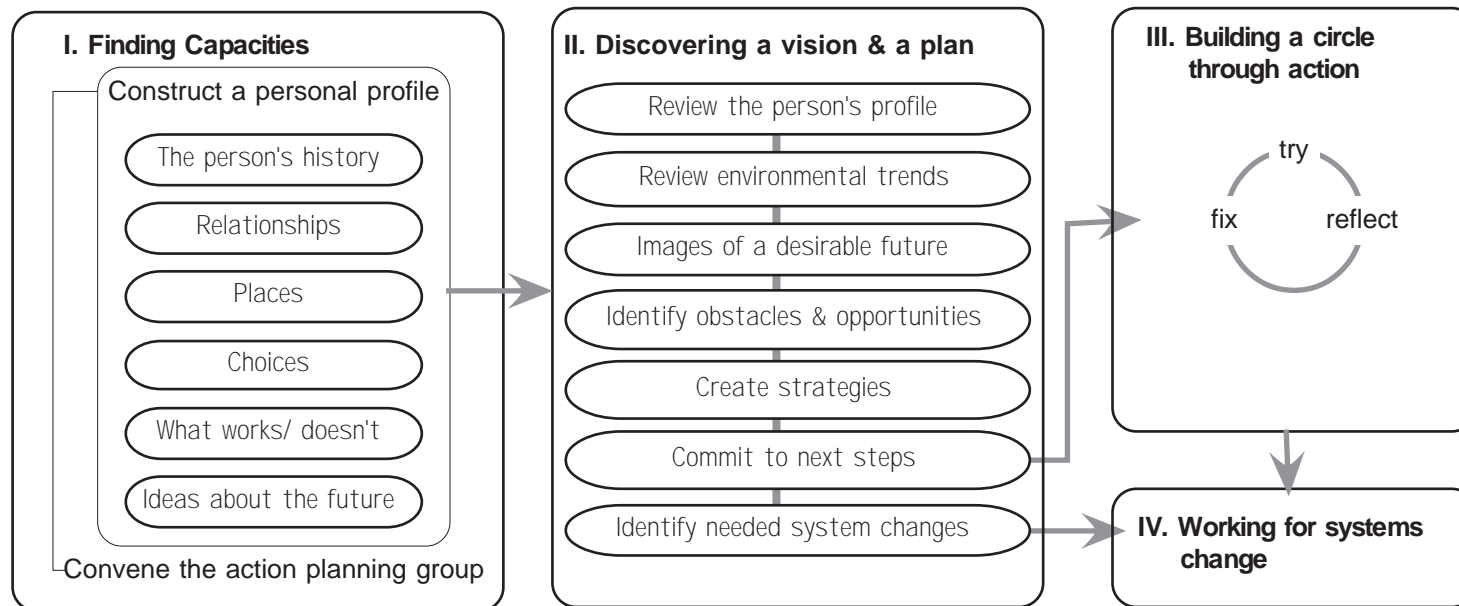 I. Finding Capacities
Construct a personal profile
The person's history
Relationships
Places
Choices
What works/ doesn't
Ideas about the future
Convene the action planning group
II. Discovering a vision & a plan
Review the person's profile
Review environmental trends
Images of a desirable future
Identify obstacles & opportunities
Create strategies
Commit to next steps
Identify needed system changes
III. Building a circle
through action
try
fix
reflect
IV. Working for systems
change